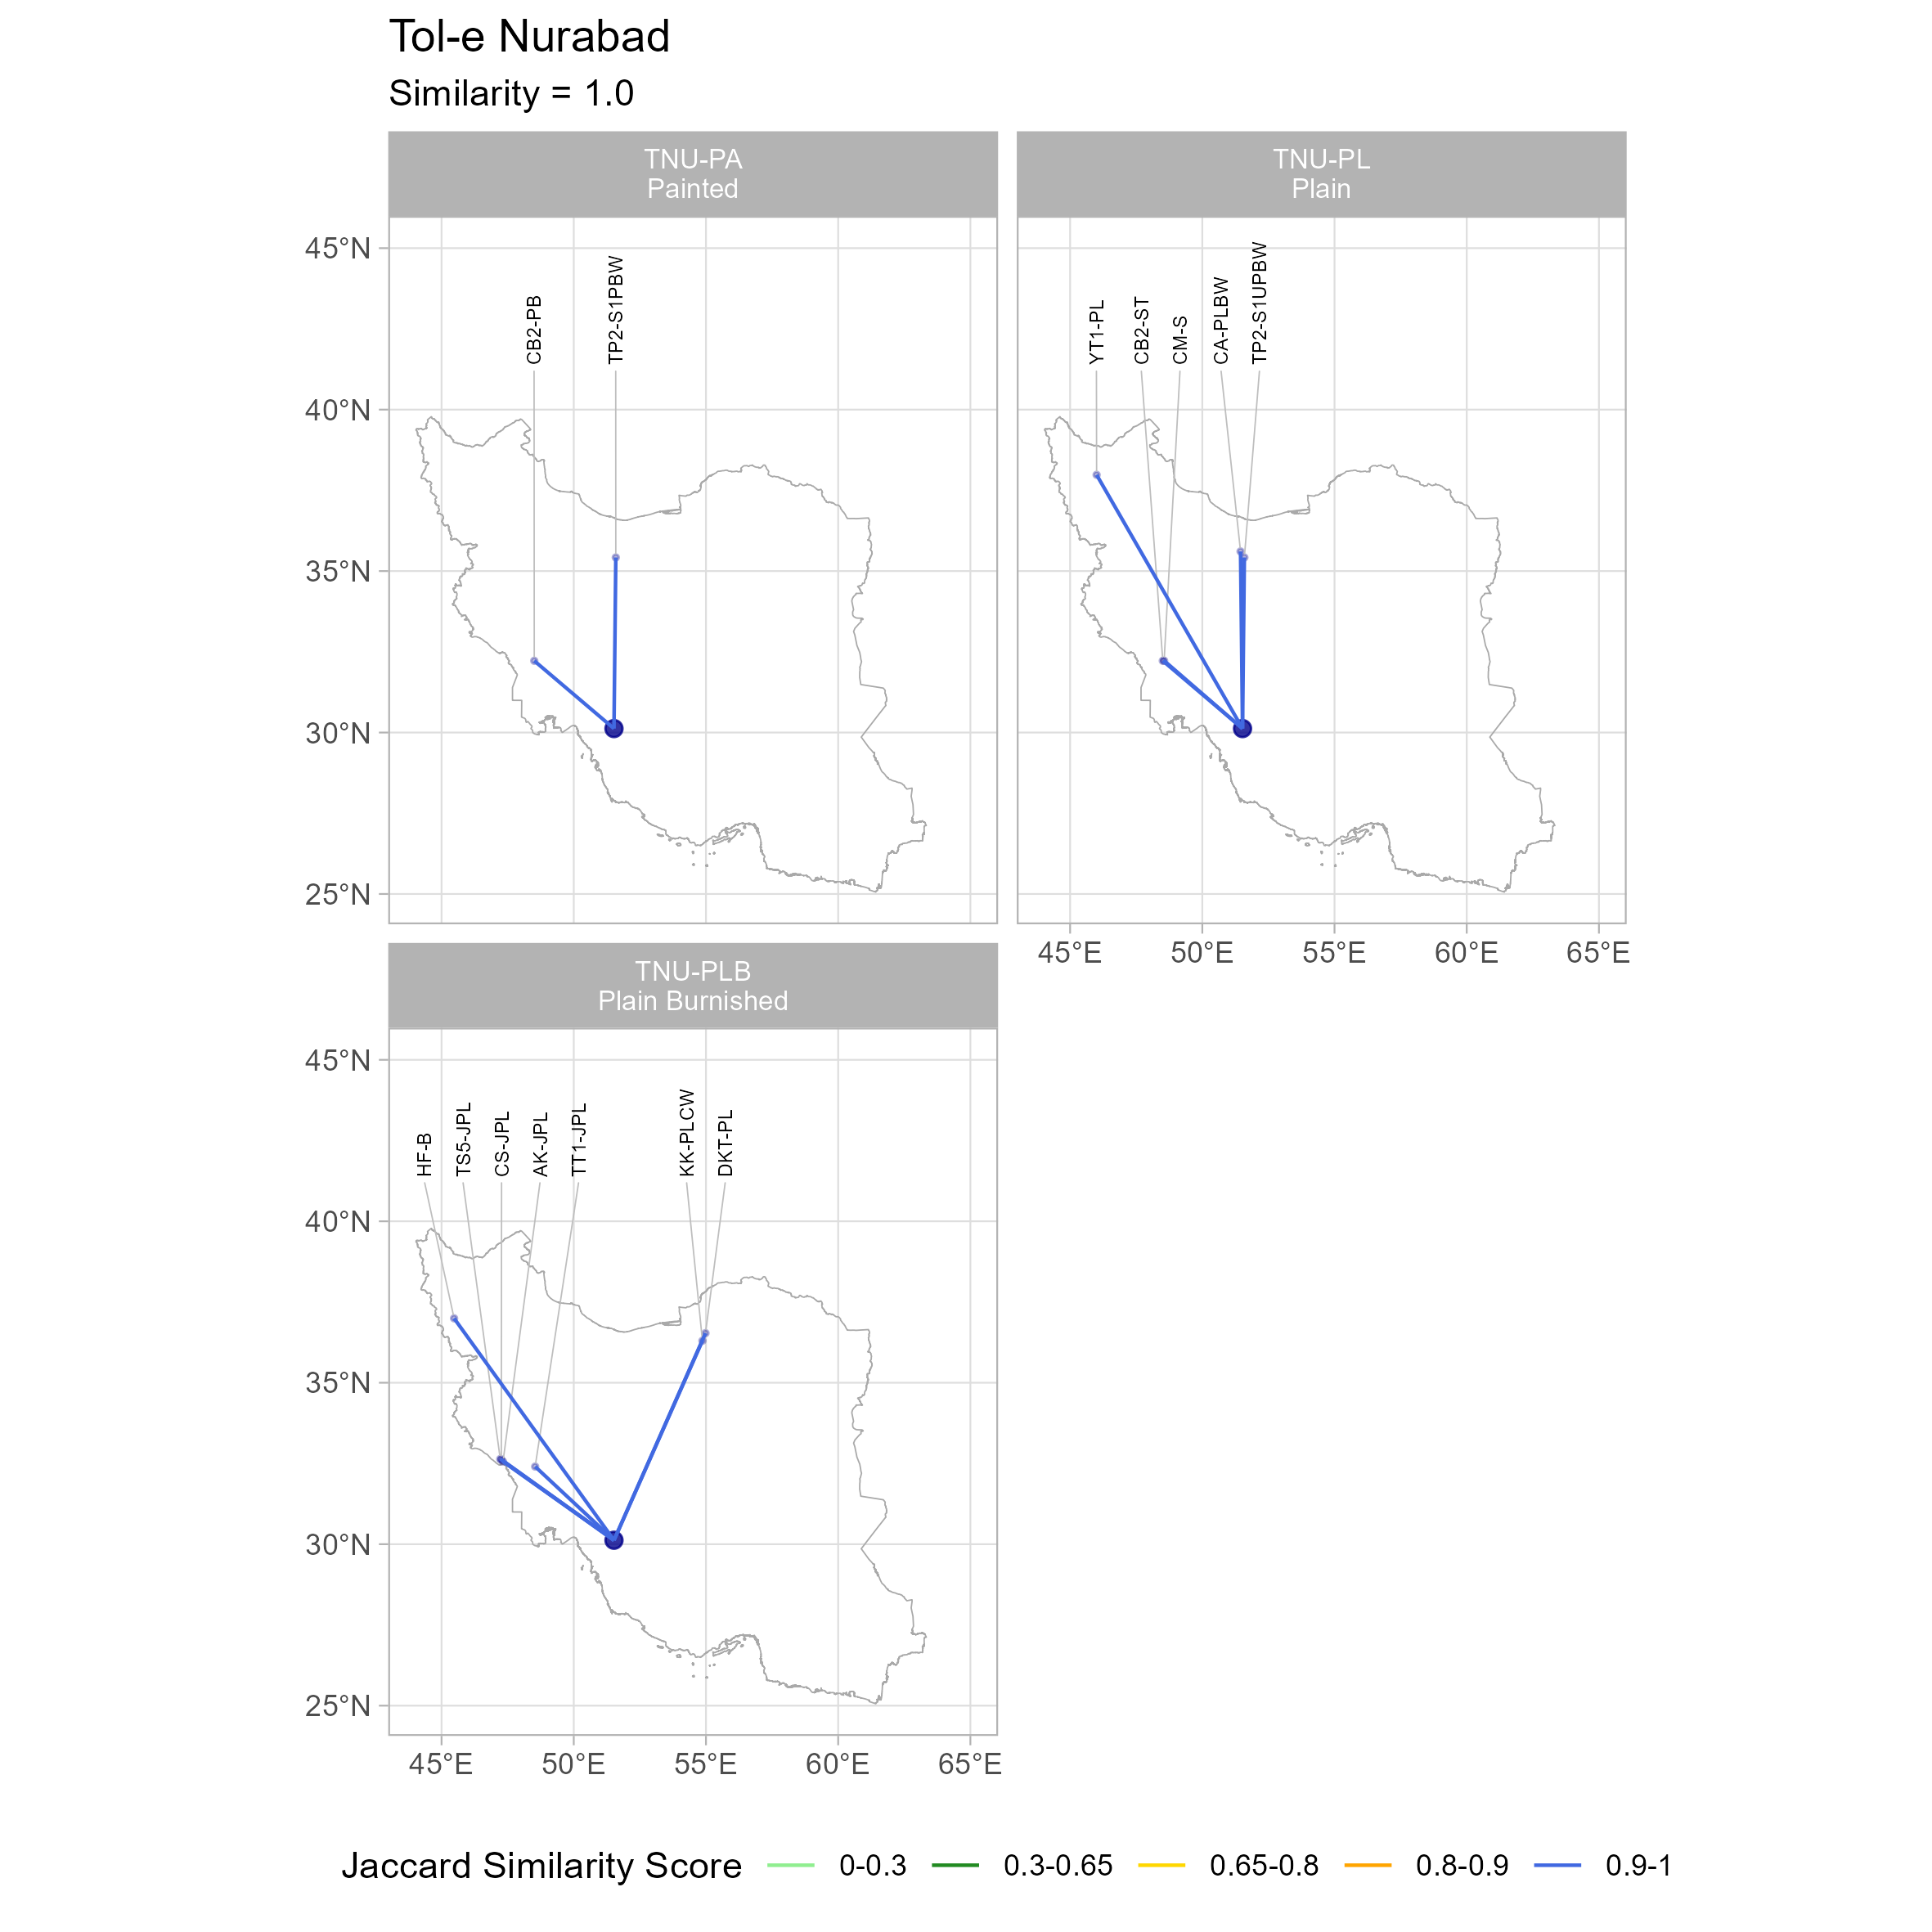 Tol-e Nurabad
Similarity = 1.0
TNU-PA
Painted
TNU-PL
Plain
45°N
40°N
35°N
30°N
25°N
CB2-PB
TP2-S1PBW
YT1-PL
CB2-ST
CM-S
CA-PLBW
TP2-S1UPBW
45°E
50°E
55°E
60°E
65°E
TNU-PLB
Plain Burnished
45°N
40°N
35°N
30°N
25°N
HF-B
TS5-JPL
CS-JPL
AK-JPL
TT1-JPL
KK-PLCW
DKT-PL
45°E
50°E
55°E
60°E
65°E
Jaccard Similarity Score
0-0.3
0.3-0.65
0.65-0.8
0.8-0.9
0.9-1